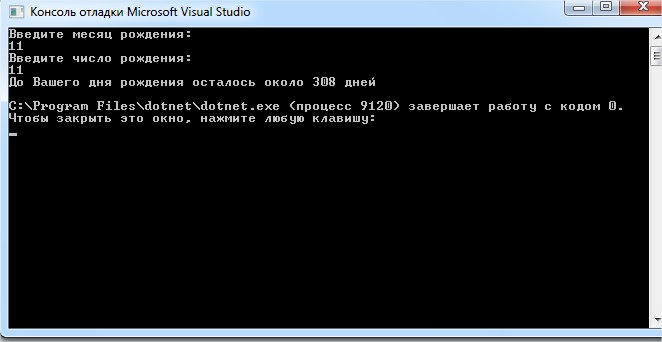 Консоль отладки Microsoft Visual Studio
Введите месяц рождения:
11
Введите число рождения:
11
До Вашего дня рождения осталось около 308 дней
C:\Program Files\dotnet\dotnet.exe (процесс 9120) завершает работу с кодом 0.
Чтобы закрыть это окно, нажмите любую клавишу: